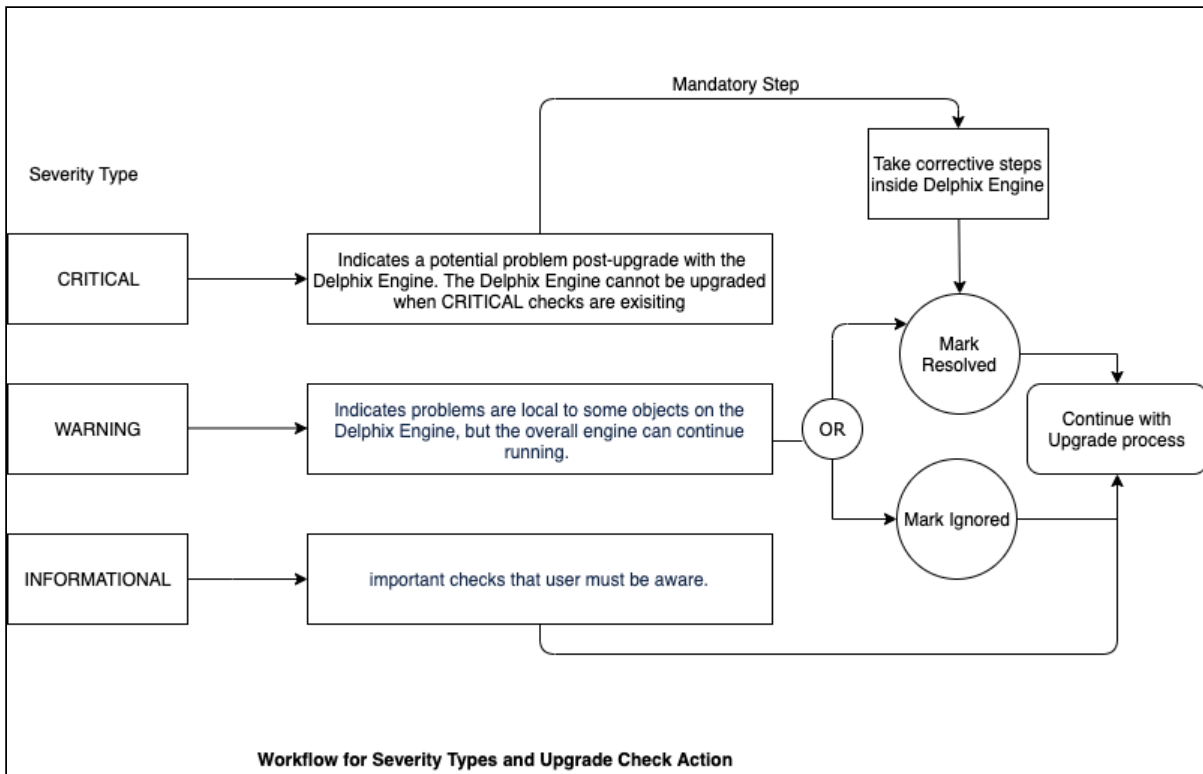 Mandatory Step
Take corrective steps
inside Delphix Engine
Severity Type
CRITICAL
Indicates a potential problem post-upgrade with the
Delphix Engine. The Delphix Engine cannot be upgraded
when CRITICAL checks are exisiting
Mark
Resolved
WARNING
Indicates problems are local to some objects on the
Delphix Engine, but the overall engine can continue
running.
OR
Continue with
Upgrade process
Mark Ignored
INFORMATIONAL
important checks that user must be aware.
Workflow for Severity Types and Upgrade Check Action